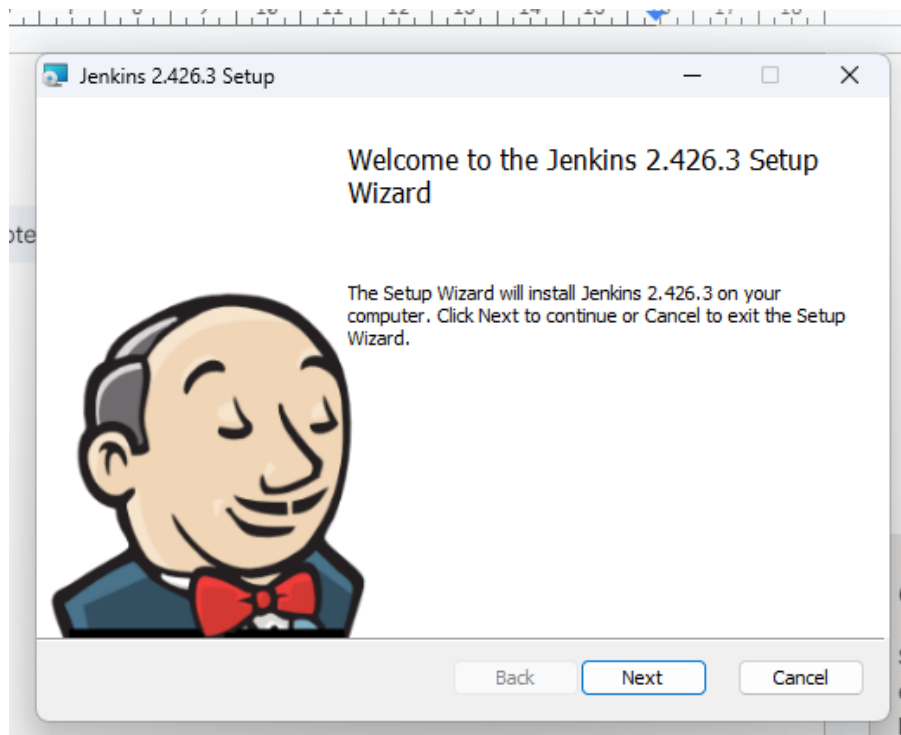 Jenkins 2.426.3 Setup
Welcome to the Jenkins 2.426.3 Setup
Wizard
The Setup Wizard will install Jenkins 2.426.3 on your
computer. Click Next to continue or Cancel to exit the Setup
Wizard.
Back Next Cancel